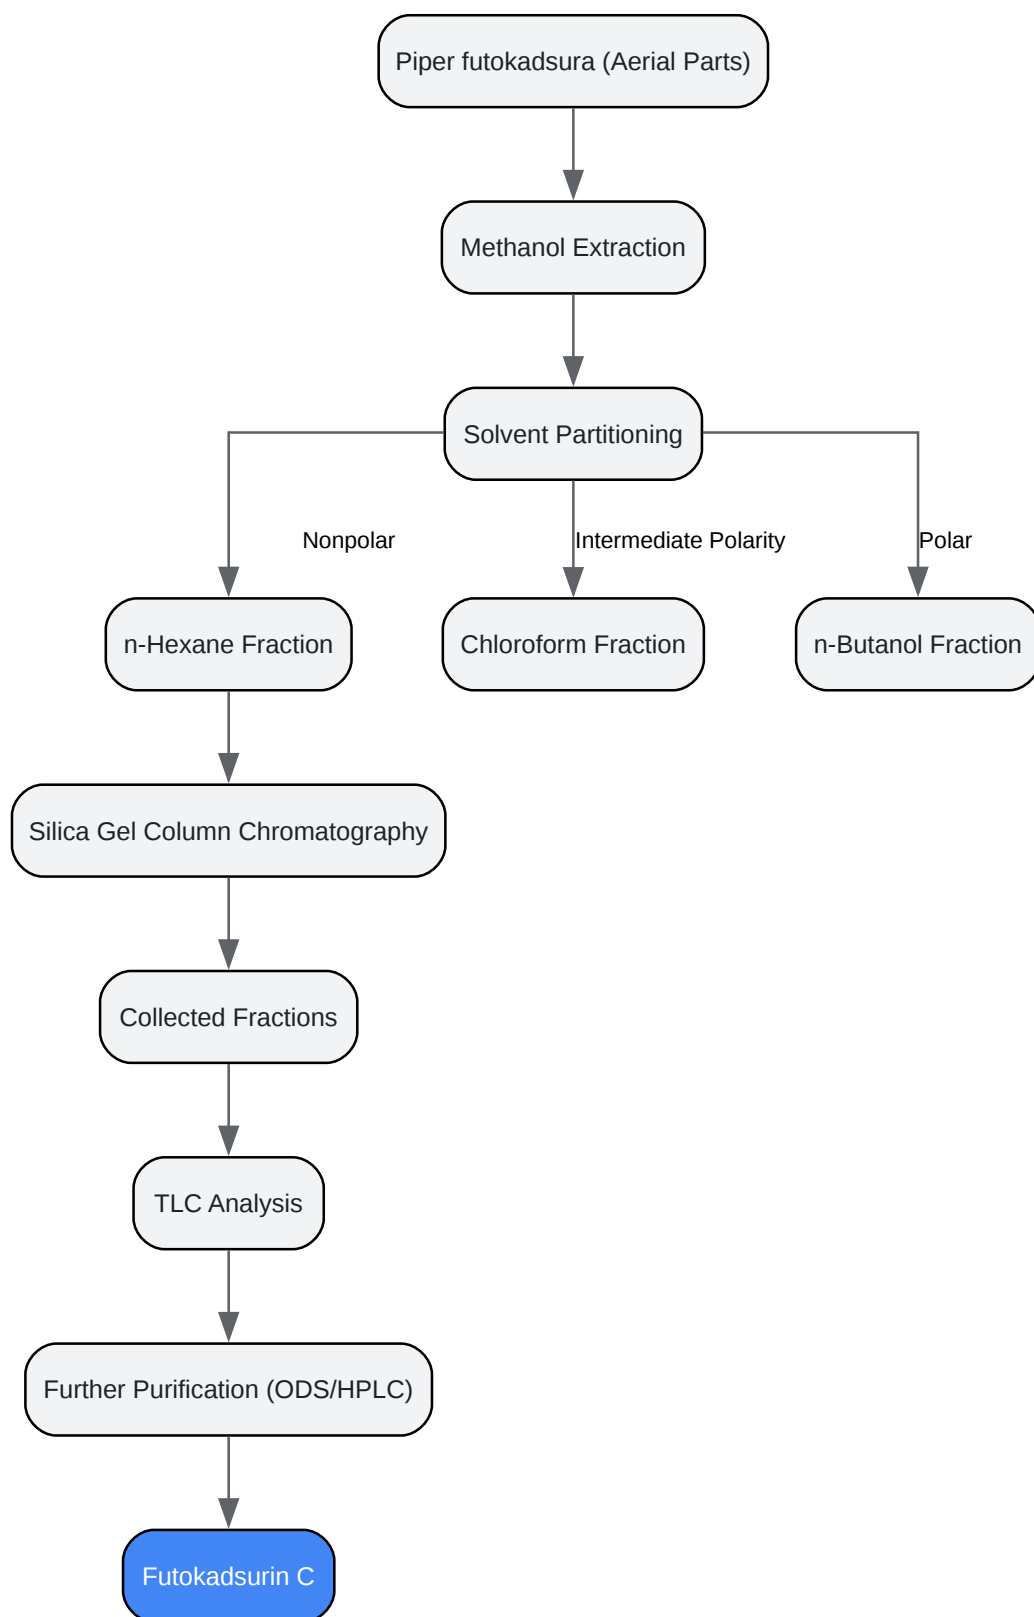 Piper futokadsura (Aerial Parts)
Methanol Extraction
Solvent Partitioning
Nonpolar
Intermediate Polarity
Polar
n-Hexane Fraction
Chloroform Fraction
n-Butanol Fraction
Silica Gel Column Chromatography
Collected Fractions
TLC Analysis
Further Purification (ODS/HPLC)
Futokadsurin C